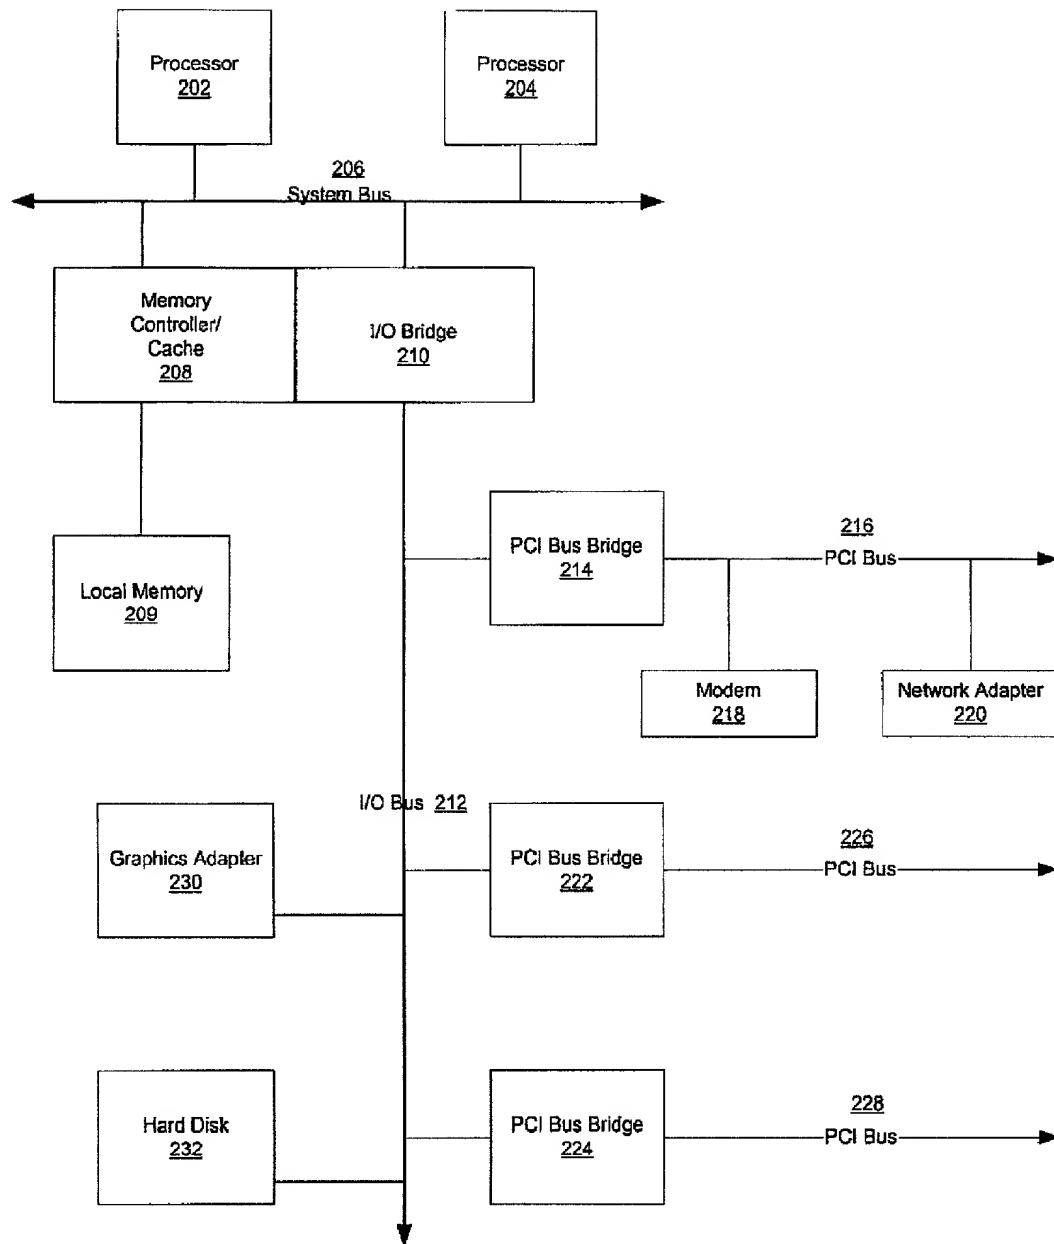 Processor
202
Processor
204
206
System Bus
Memory
Controller/
Cache
208
I/O Bridge
210
PCI Bus Bridge
214
216
PCI Bus
Local Memory
209
Modem
218
Network Adapter
220
I/O Bus 212
Graphics Adapter
230
PCI Bus Bridge
222
226
PCI Bus
Hard Disk
232
PCI Bus Bridge
224
228
PCI Bus